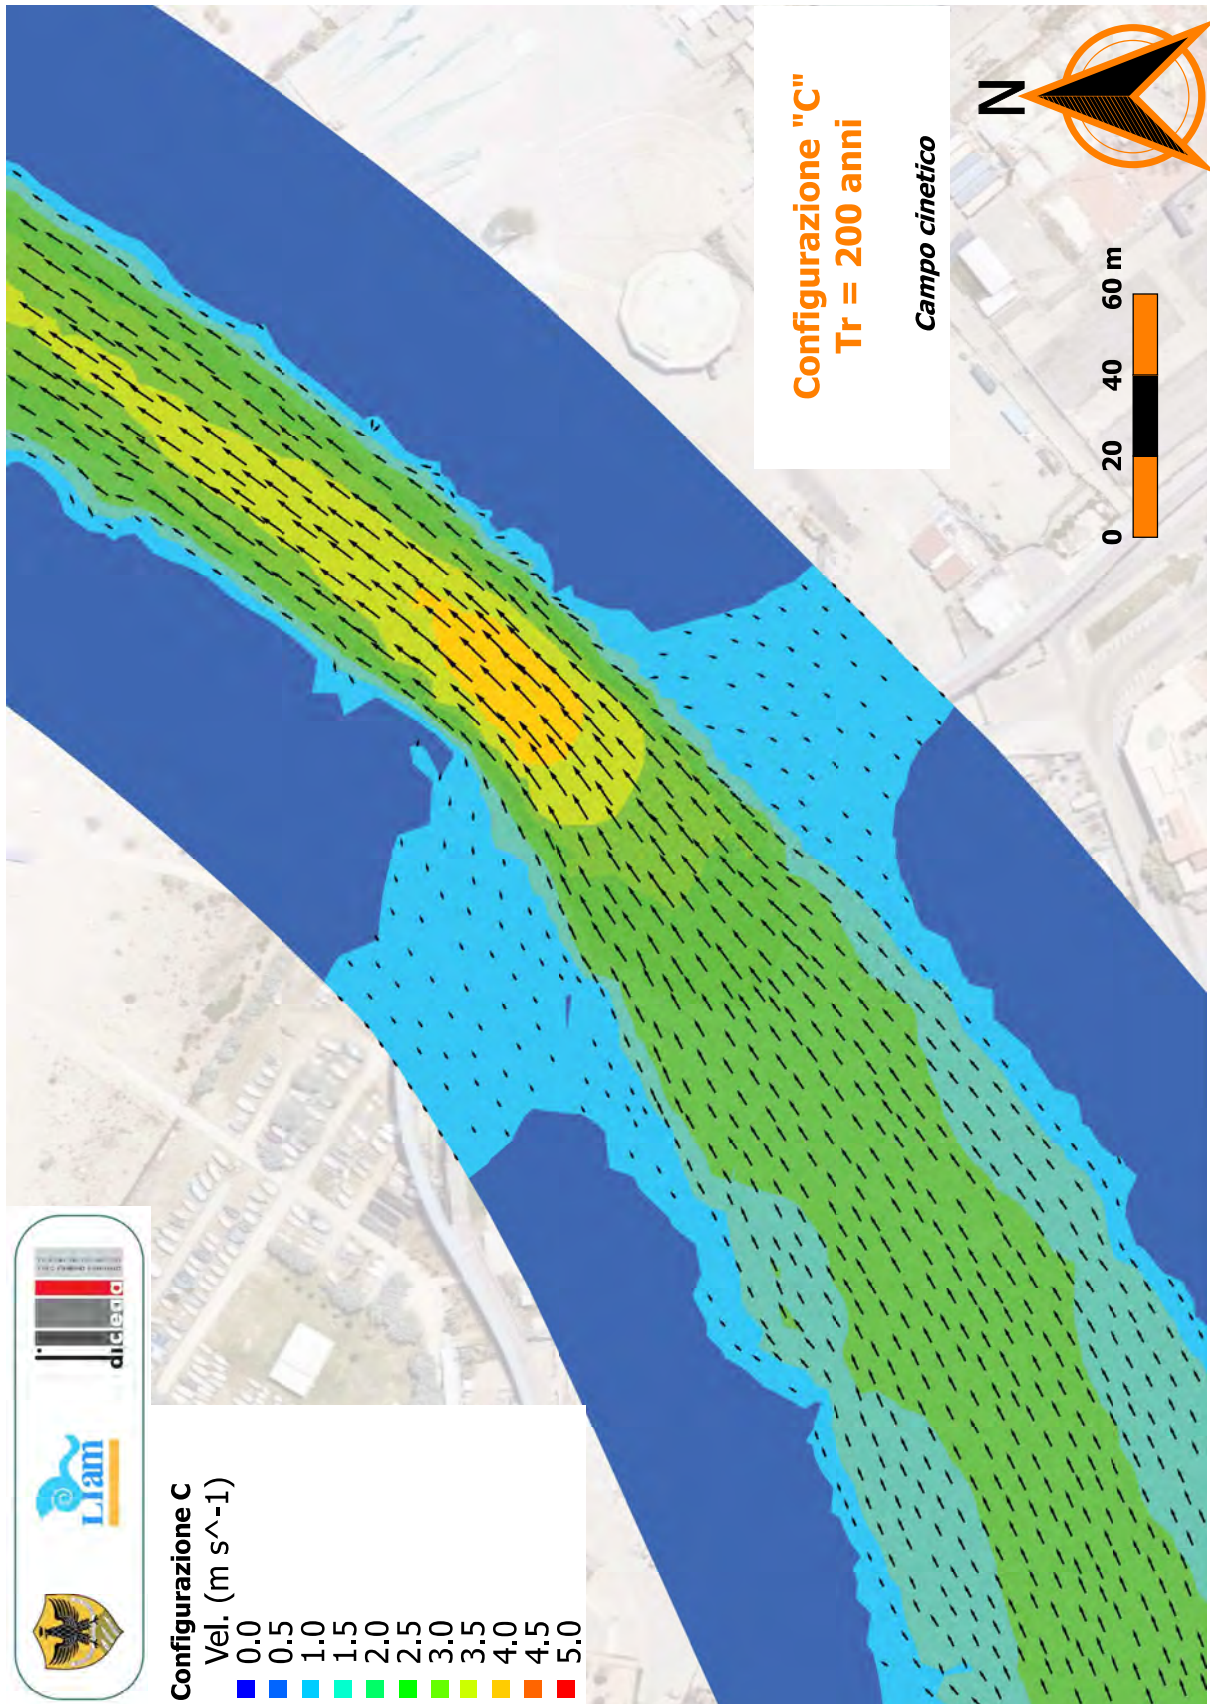 dicea
LIam
Configurazione C
Vel. (m s^-1)
0.0
0.5
1.0
1.5
2.0
2.5
3.0
3.5
4.0
4.5
5.0
Configurazione "C"
Tr = 200 anni
Campo cinetico
N
0 20 40 60 m